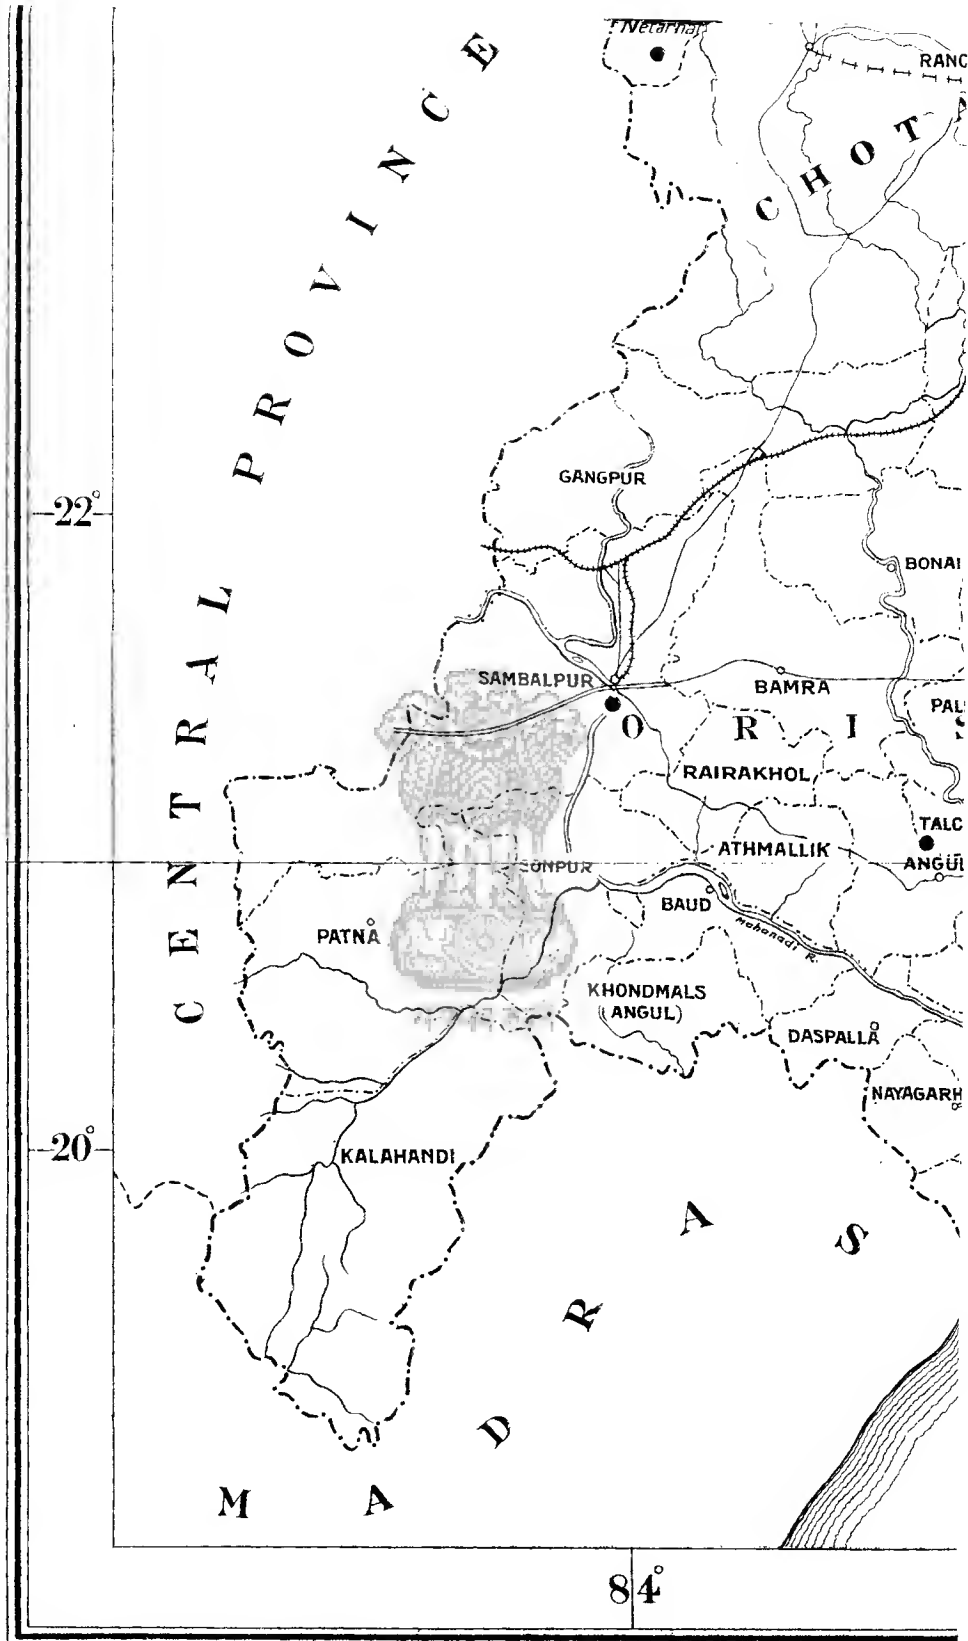 Netarhat
RANC
CHOTA
CENTRAL PROVINCE
GANGPUR
22°
BONAI
SAMBALPUR
BAMRA
PAL
ORIS
RAIRAKHOL
TALC
ATHMALLIK
ANGUL
SONPUR
BAUD
PATNA
Mahanadi R.
KHONDMALS
(ANGUL)
DASPALLA
NAYAGARH
20°
KALAHANDI
MADRAS
84°